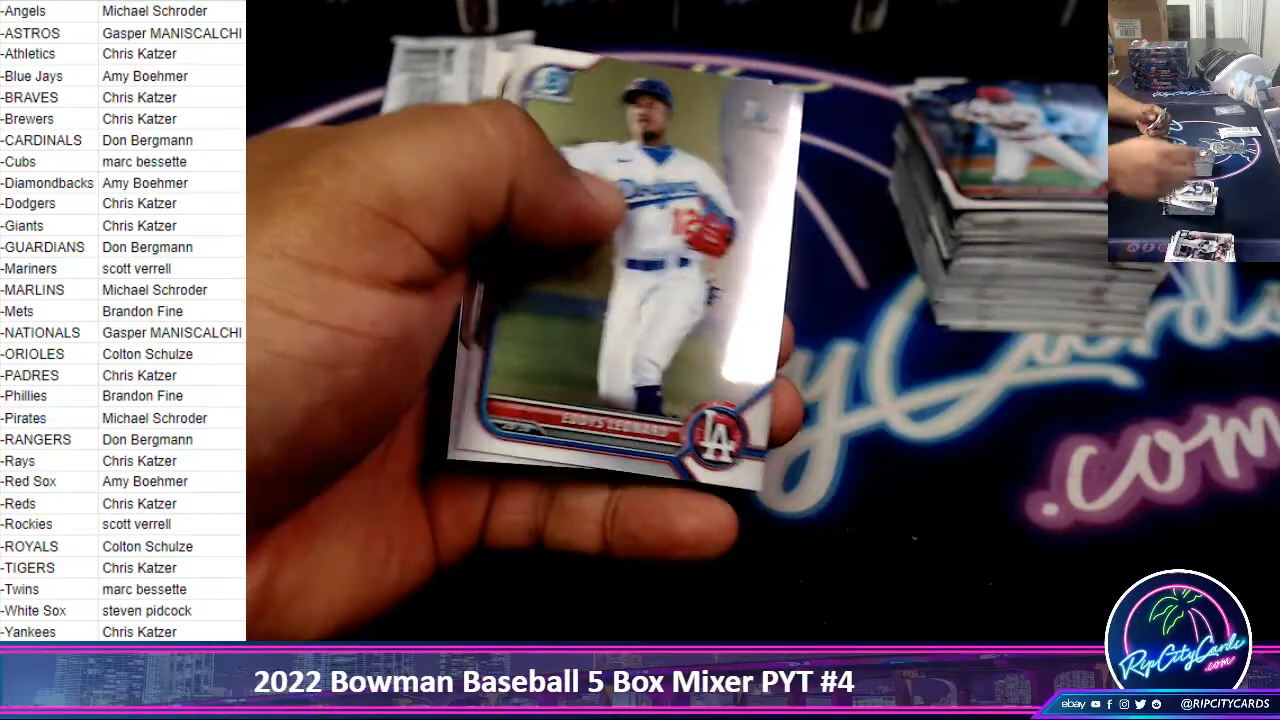 -Angels Michael Schroder
-ASTROS Gasper MANISCALCHI
-Athletics Chris Katzer
-Blue Jays Amy Boehmer
-BRAVES Chris Katzer
-Brewers Chris Katzer
-CARDINALS Don Bergmann
-Cubs marc bessette
-Diamondbacks Amy Boehmer
-Dodgers Chris Katzer
-Giants Chris Katzer
-GUARDIANS Don Bergmann
-Mariners scott verrell
-MARLINS Michael Schroder
-Mets Brandon Fine
-NATIONALS Gasper MANISCALCHI
-ORIOLES Colton Schulze
-PADRES Chris Katzer
-Phillies Brandon Fine
-Pirates Michael Schroder
-RANGERS Don Bergmann
-Rays Chris Katzer
-Red Sox Amy Boehmer
-Reds Chris Katzer
-Rockies scott verrell
-ROYALS Colton Schulze
-TIGERS Chris Katzer
-Twins marc bessette
-White Sox steven pidcock
-Yankees Chris Katzer
Dodgers
EDDYS LEONARD
LA
yCards
.com
RipCityCards
.com
2022 Bowman Baseball 5 Box Mixer PYT #4
ebay @RIPCITYCARDS